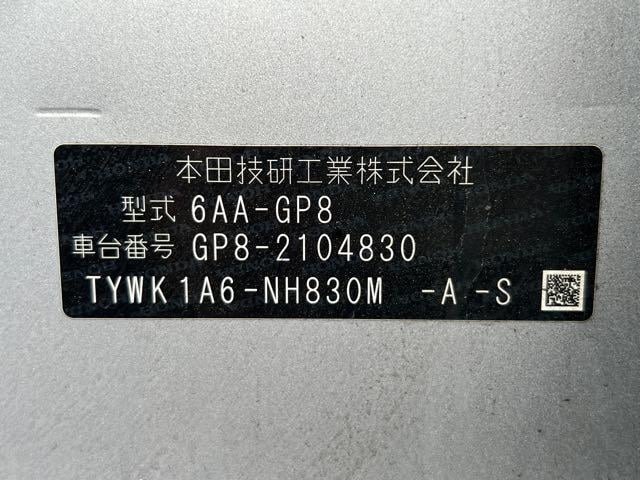 本田技研工業株式会社
型式 6AA-GP8
車台番号 GP8-2104830
TYWK1A6-NH830M -A-S